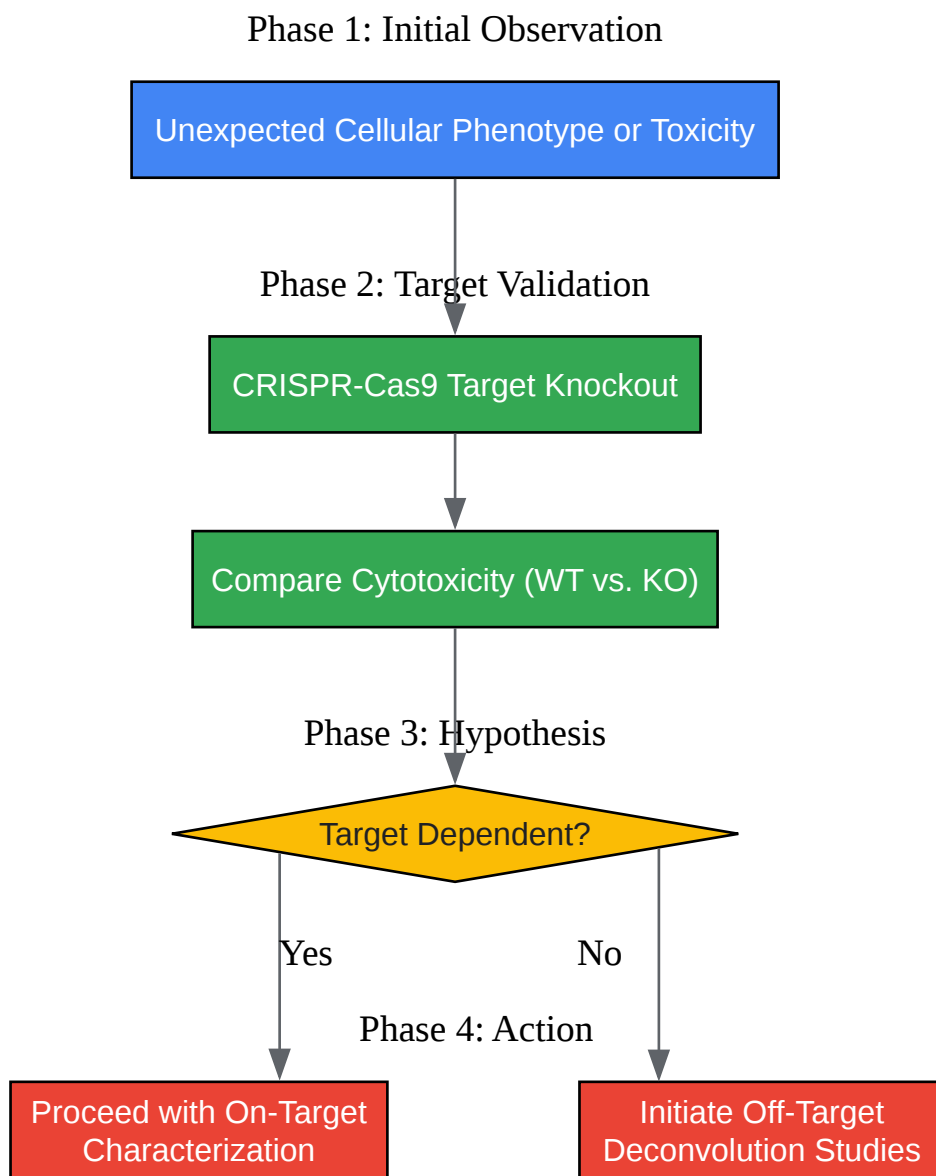 Phase 1: Initial Observation
Unexpected Cellular Phenotype or Toxicity
Phase 2: Target Validation
CRISPR-Cas9 Target Knockout
Compare Cytotoxicity (WT vs. KO)
Phase 3: Hypothesis
Target Dependent?
Yes
No
Phase 4: Action
Proceed with On-Target
Characterization
Initiate Off-Target
Deconvolution Studies